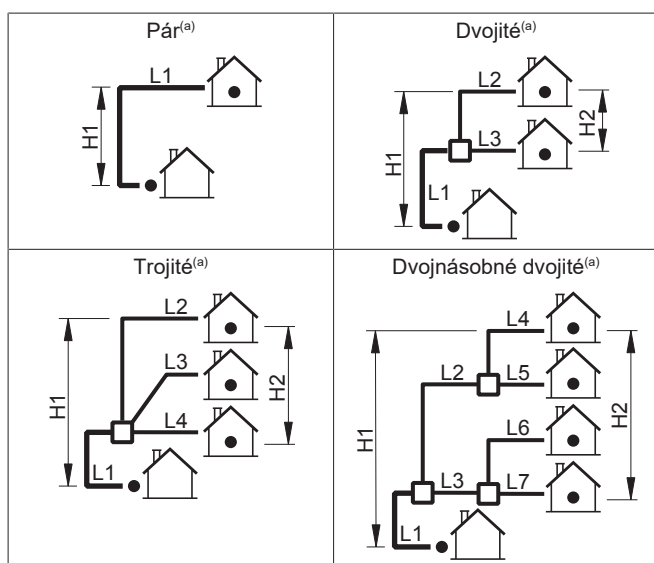 Pár(a)
L1
H1
Dvojité(a)
L2
H2
L3
H1
L1
Trojité(a)
L2
L3
H1
H2
L4
L1
Dvojnásobné dvojité(a)
L4
L2
L5
H1
H2
L6
L3
L7
L1